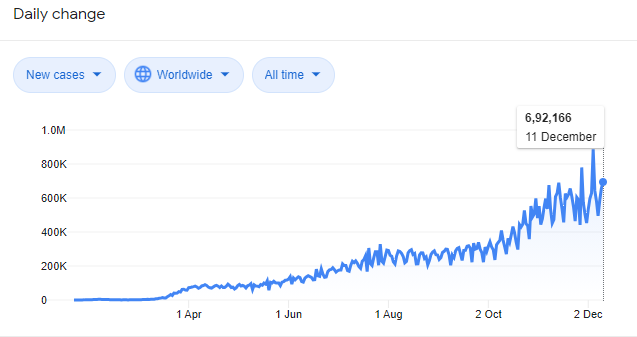 Daily change
New cases Worldwide All time
6,92,166
11 December
1.0M
800K
600K
400K
200K
0
1 Apr 1 Jun 1 Aug 2 Oct 2 Dec